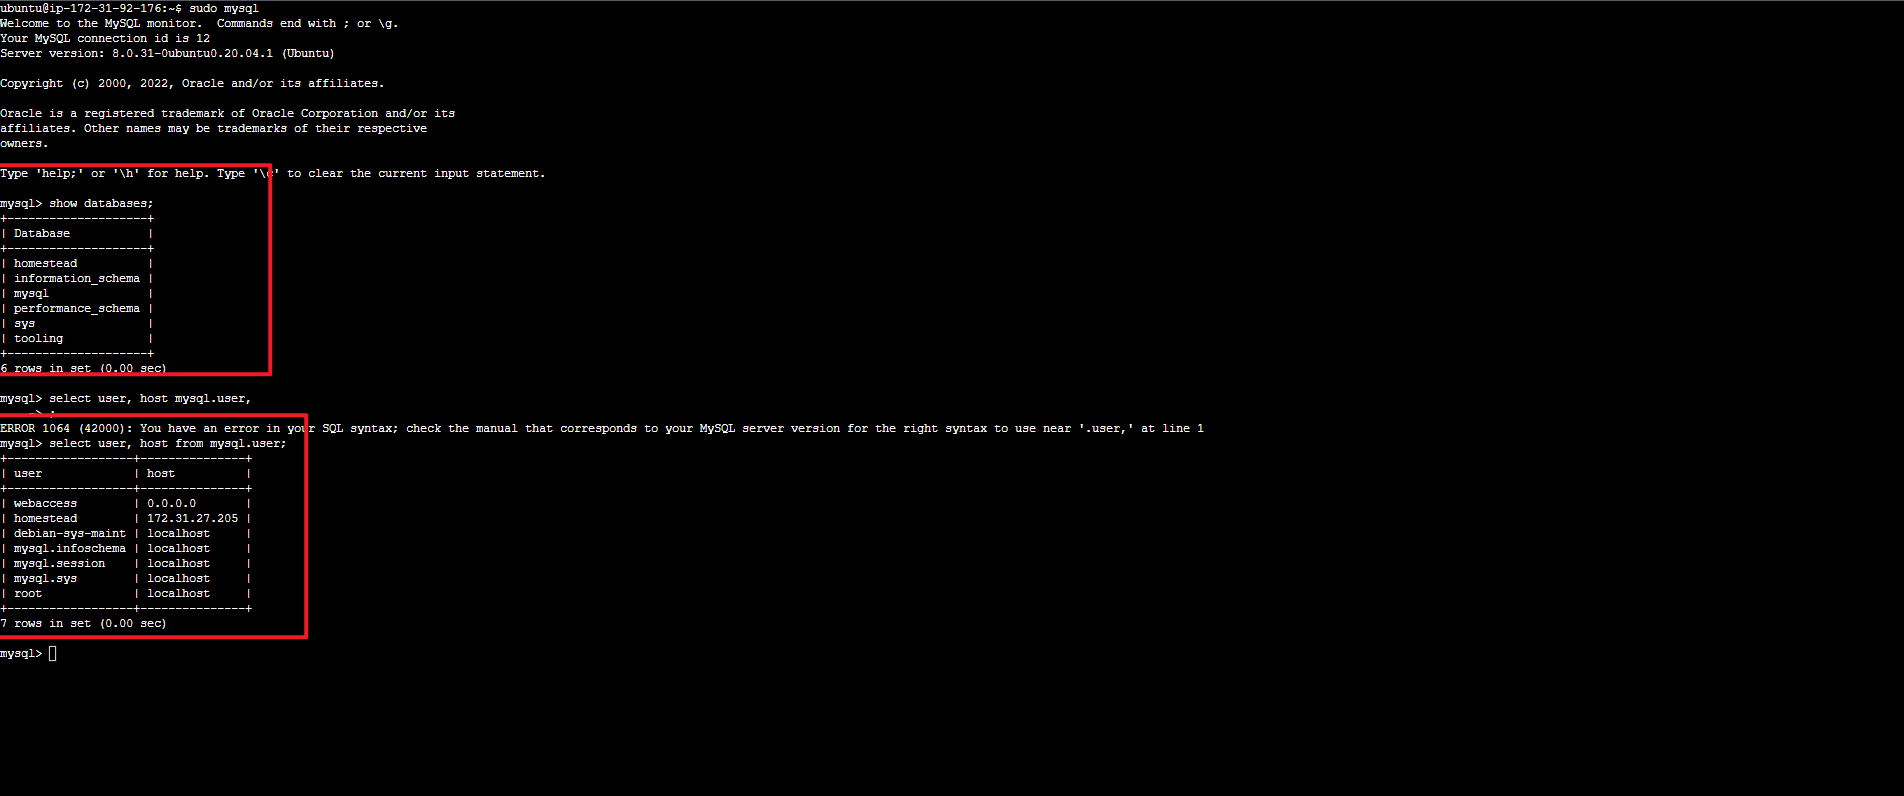 ubuntu@ip-172-31-92-176:~$ sudo mysql
Welcome to the MySQL monitor.  Commands end with ; or \g.
Your MySQL connection id is 12
Server version: 8.0.31-0ubuntu0.20.04.1 (Ubuntu)
Copyright (c) 2000, 2022, Oracle and/or its affiliates.
Oracle is a registered trademark of Oracle Corporation and/or its
affiliates. Other names may be trademarks of their respective
owners.
Type 'help;' or '\h' for help. Type '\c' to clear the current input statement.
mysql> show databases;
+--------------------+
| Database           |
+--------------------+
| homestead          |
| information_schema |
| mysql              |
| performance_schema |
| sys                |
| tooling            |
+--------------------+
6 rows in set (0.00 sec)
mysql> select user, host mysql.user,
    -> ;
ERROR 1064 (42000): You have an error in your SQL syntax; check the manual that corresponds to your MySQL server version for the right syntax to use near '.user,' at line 1
mysql> select user, host from mysql.user;
+------------------+---------------+
| user             | host          |
+------------------+---------------+
| webaccess        | 0.0.0.0       |
| homestead        | 172.31.27.205 |
| debian-sys-maint | localhost     |
| mysql.infoschema | localhost     |
| mysql.session    | localhost     |
| mysql.sys        | localhost     |
| root             | localhost     |
+------------------+---------------+
7 rows in set (0.00 sec)
mysql>